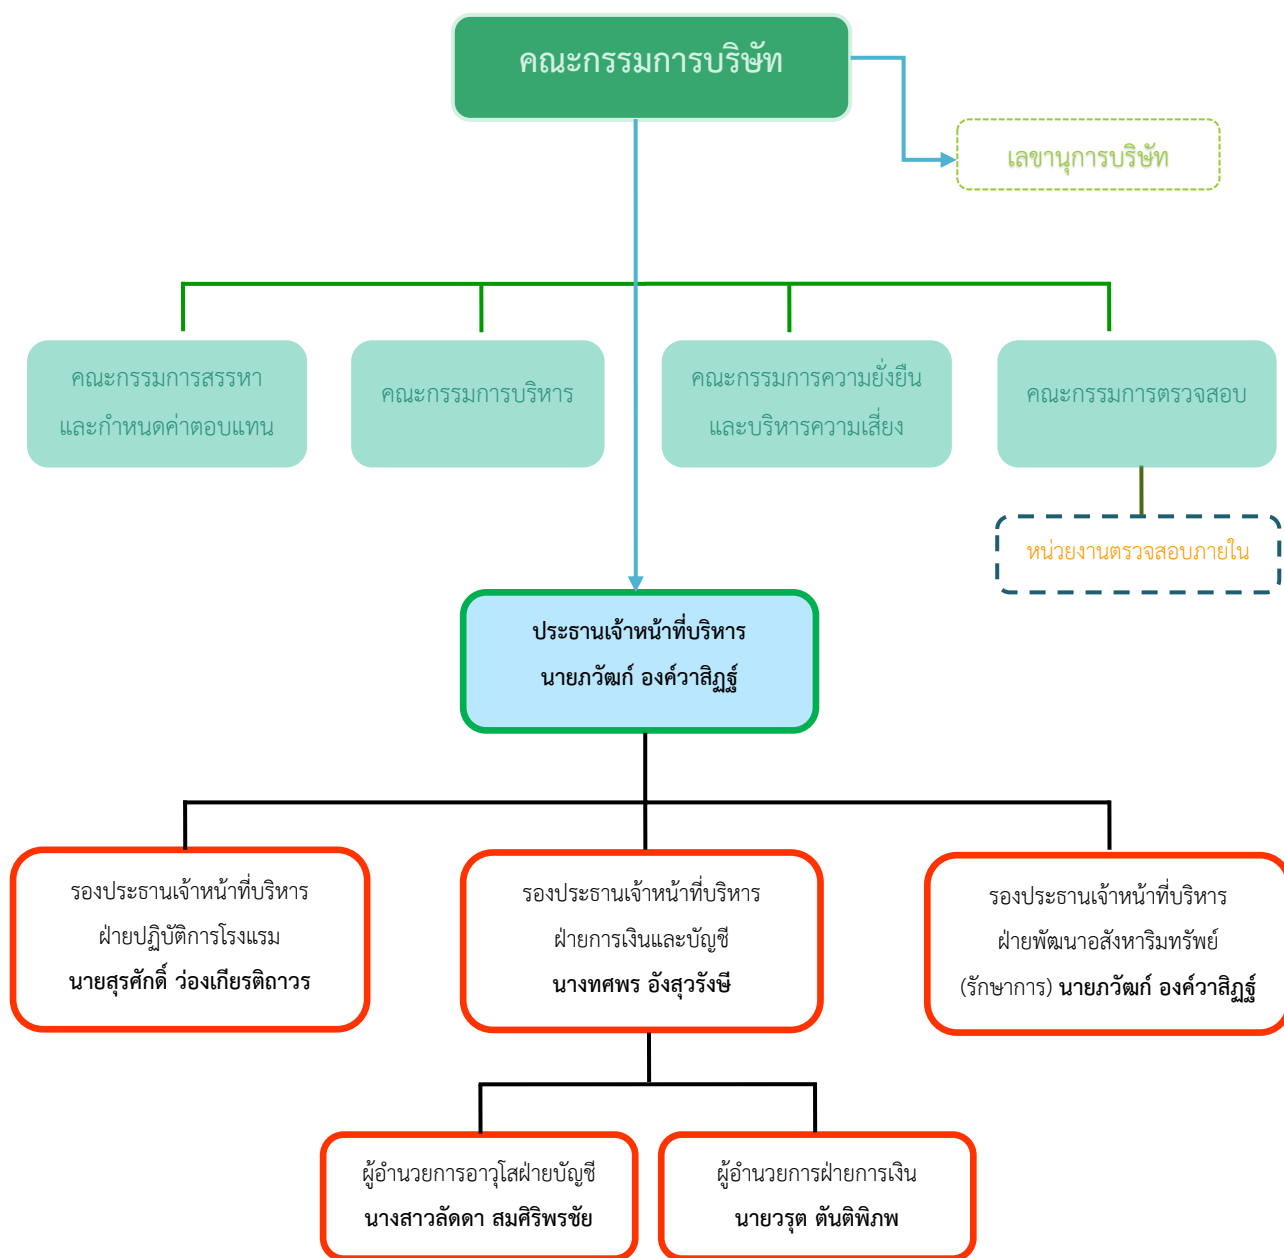 คณะกรรมการบริษัท
เลขานุการบริษัท
คณะกรรมการสรรหา
และกำหนดค่าตอบแทน
คณะกรรมการบริหาร
คณะกรรมการความยั่งยืน
และบริหารความเสี่ยง
คณะกรรมการตรวจสอบ
หน่วยงานตรวจสอบภายใน
ประธานเจ้าหน้าที่บริหาร
นายภวัฒก์ องค์วาสิฏฐ์
รองประธานเจ้าหน้าที่บริหาร
ฝ่ายปฏิบัติการโรงแรม
นายสุรศักดิ์ ว่องเกียรติถาวร
รองประธานเจ้าหน้าที่บริหาร
ฝ่ายการเงินและบัญชี
นางทศพร อังสุวรังษี
รองประธานเจ้าหน้าที่บริหาร
ฝ่ายพัฒนาอสังหาริมทรัพย์
(รักษาการ) นายภวัฒก์ องค์วาสิฏฐ์
ผู้อำนวยการอาวุโสฝ่ายบัญชี
นางสาวลัดดา สมศิริพรชัย
ผู้อำนวยการฝ่ายการเงิน
นายวรุต ตันติพิภพ